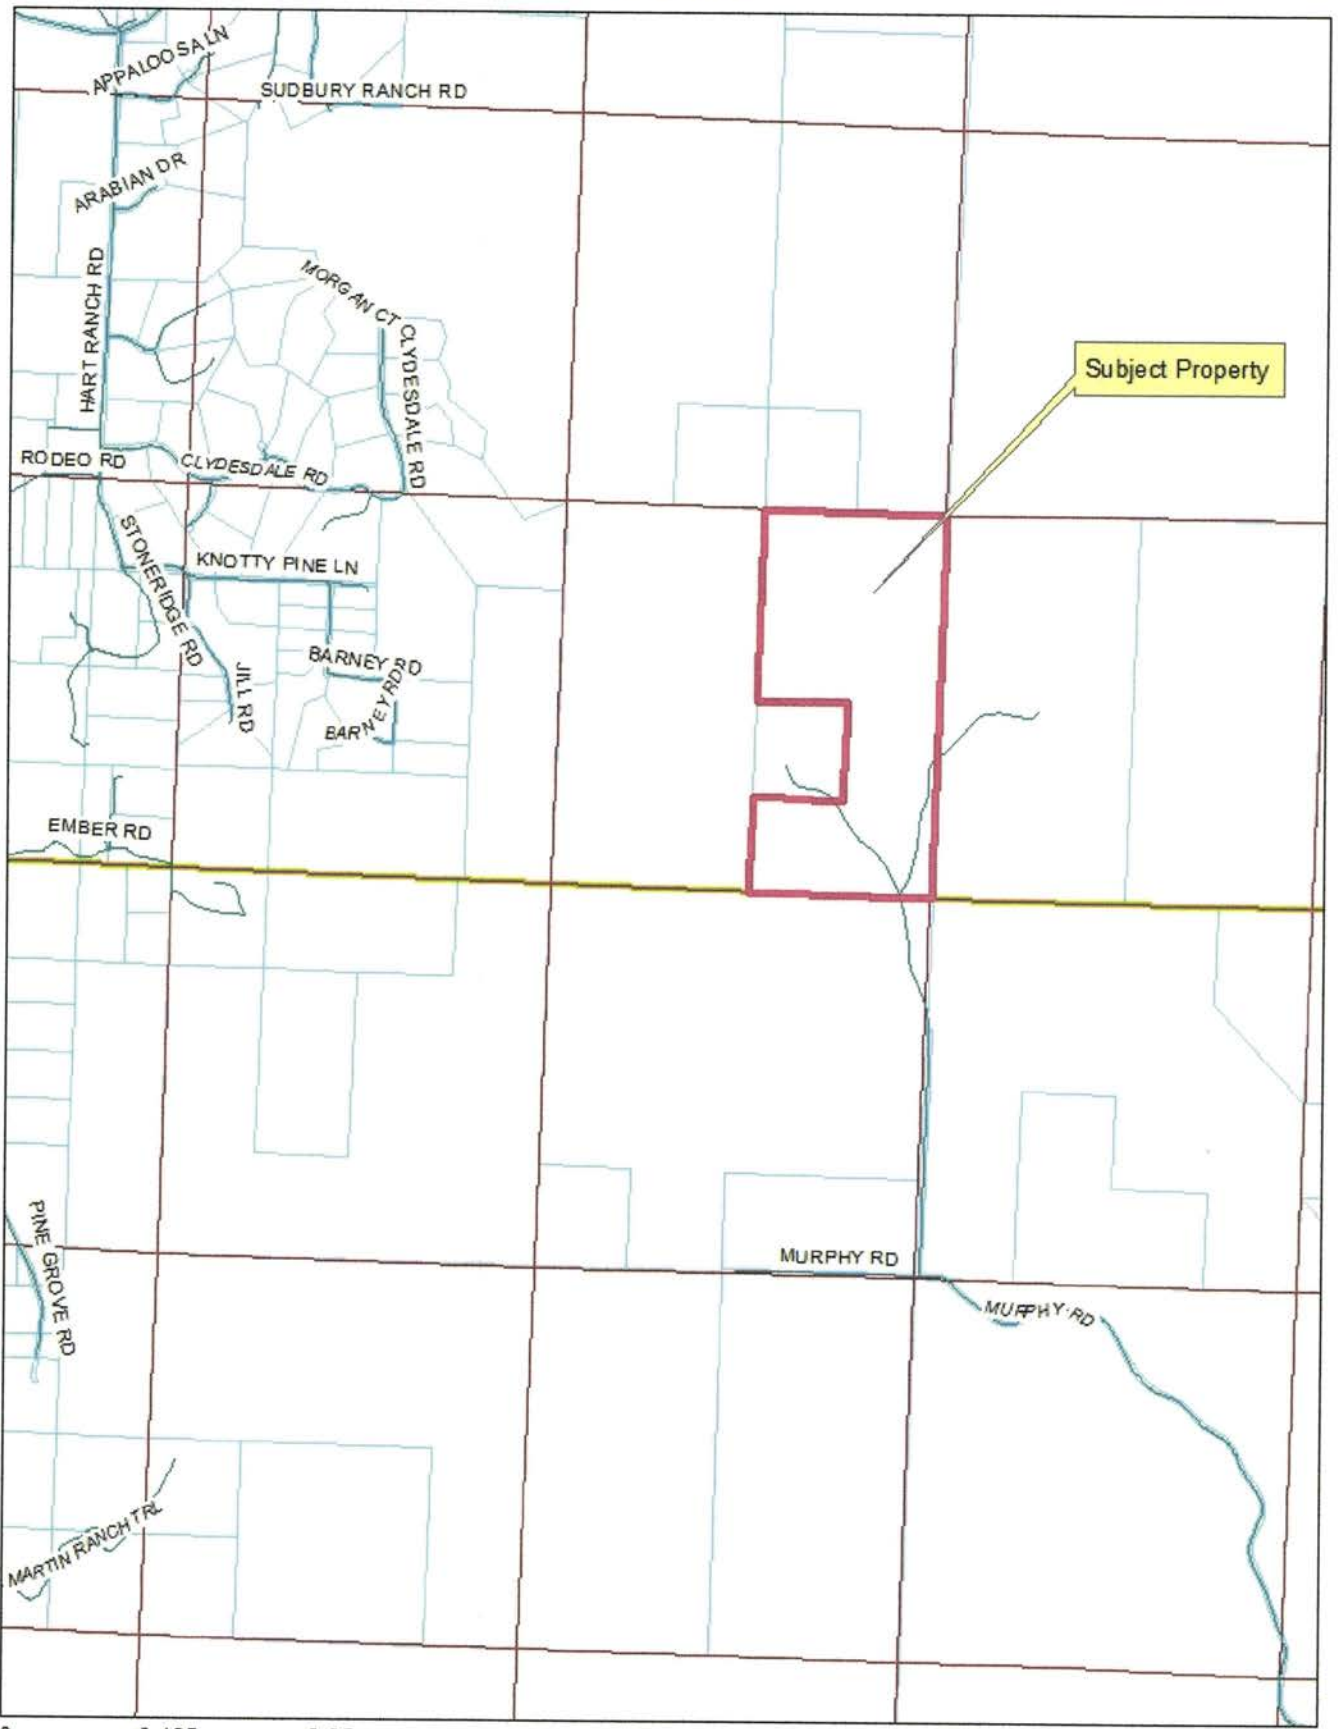 APPALOOSA LN
SUDBURY RANCH RD
ARABIAN DR
HART RANCH RD
MORGAN CT
CLYDESDALE RD
Subject Property
RODEO RD
CLYDESDALE RD
STONERIDGE RD
KNOTTY PINE LN
BARNEY RD
JILL RD
BARNEY RD
EMBER RD
MURPHY RD
PINE GROVE RD
MURPHY RD
MARTIN RANCH TRL